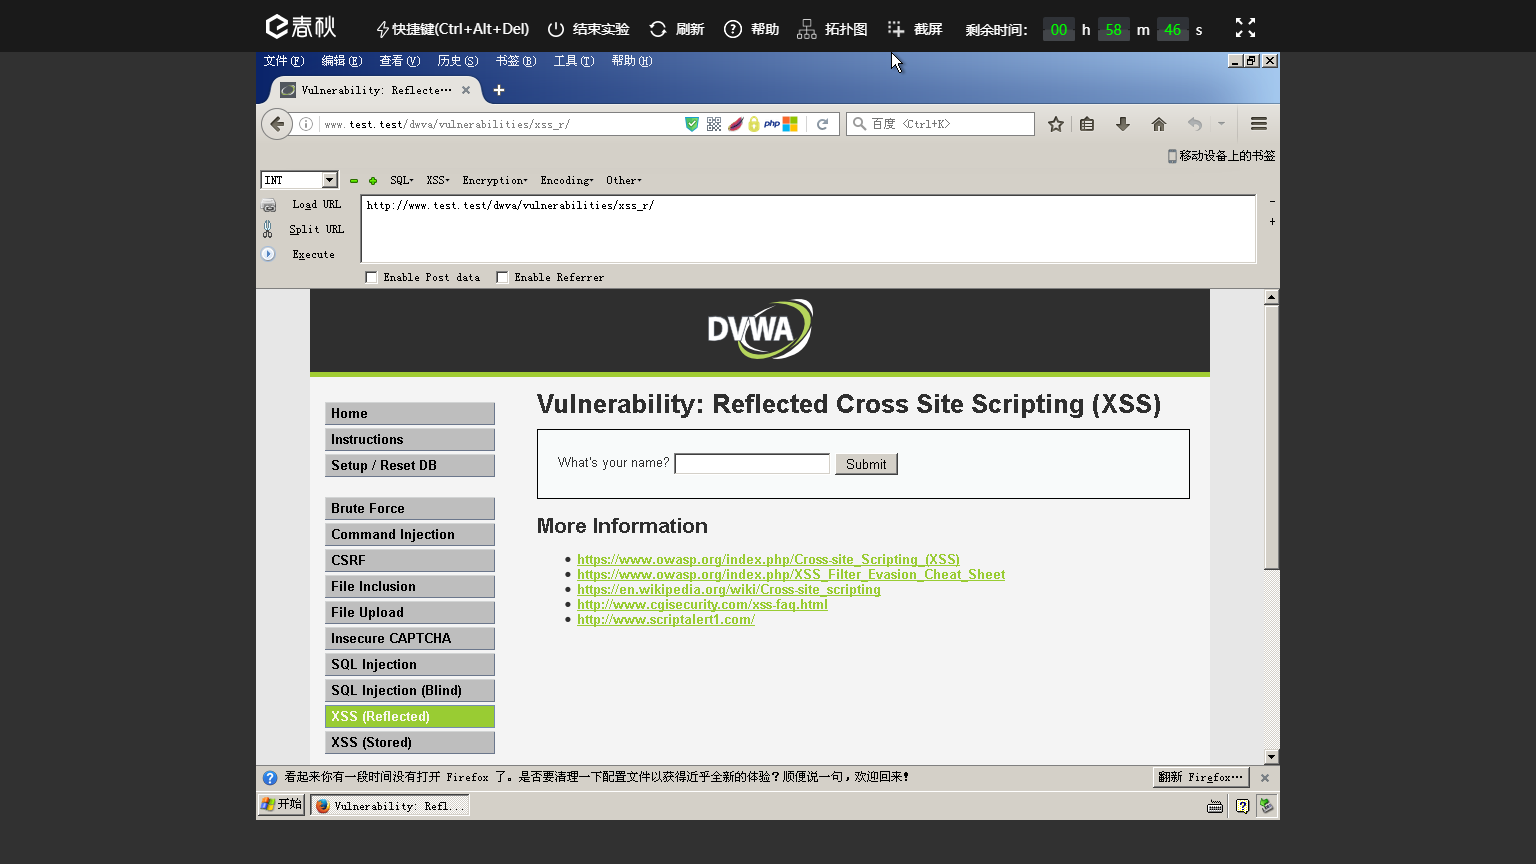 春秋 快捷键(Ctrl+Alt+Del) 结束实验 刷新 帮助 拓扑图 截屏 剩余时间: 00 h 58 m 46 s
文件(F) 编辑(E) 查看(V) 历史(S) 书签(B) 工具(T) 帮助(H)
Vulnerability: Reflecte…
www.test.test/dwva/vulnerabilities/xss_r/ php 百度 <Ctrl+K>
移动设备上的书签
INT SQL XSS Encryption Encoding Other
Load URL http://www.test.test/dwva/vulnerabilities/xss_r/ -
Split URL +
Execute
Enable Post data Enable Referrer
DVWA
Vulnerability: Reflected Cross Site Scripting (XSS)
What's your name? Submit
More Information
https://www.owasp.org/index.php/Cross-site_Scripting_(XSS)
https://www.owasp.org/index.php/XSS_Filter_Evasion_Cheat_Sheet
https://en.wikipedia.org/wiki/Cross-site_scripting
http://www.cgisecurity.com/xss-faq.html
http://www.scriptalert1.com/
Home
Instructions
Setup / Reset DB
Brute Force
Command Injection
CSRF
File Inclusion
File Upload
Insecure CAPTCHA
SQL Injection
SQL Injection (Blind)
XSS (Reflected)
XSS (Stored)
看起来你有一段时间没有打开 Firefox 了。是否要清理一下配置文件以获得近乎全新的体验？顺便说一句，欢迎回来！ 翻新 Firefox…
开始 Vulnerability: Refl...